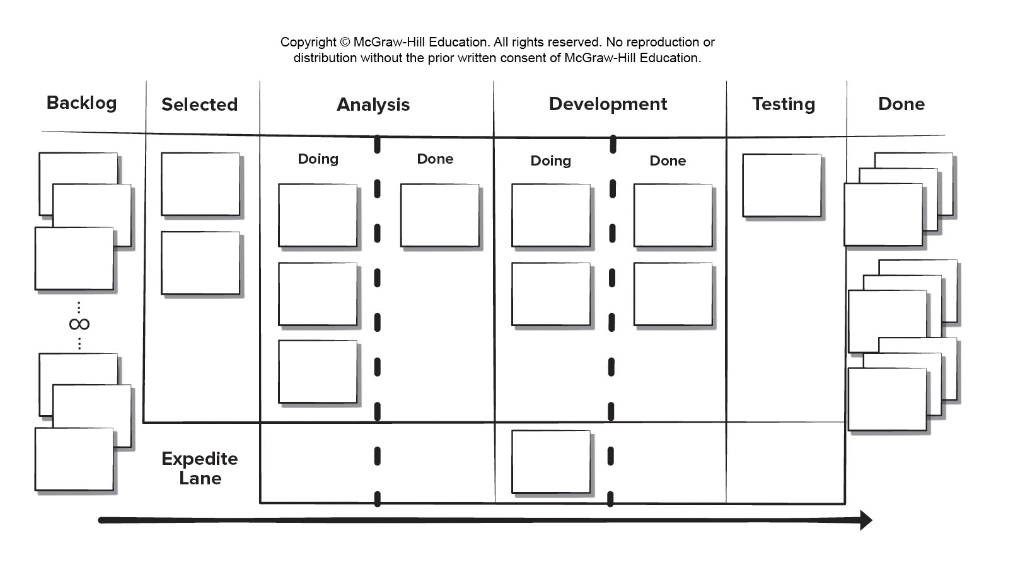 Copyright © McGraw-Hill Education. All rights reserved. No reproduction or
distribution without the prior written consent of McGraw-Hill Education.
Backlog Selected Analysis Development Testing Done
Doing Done Doing Done
∞
Expedite
Lane